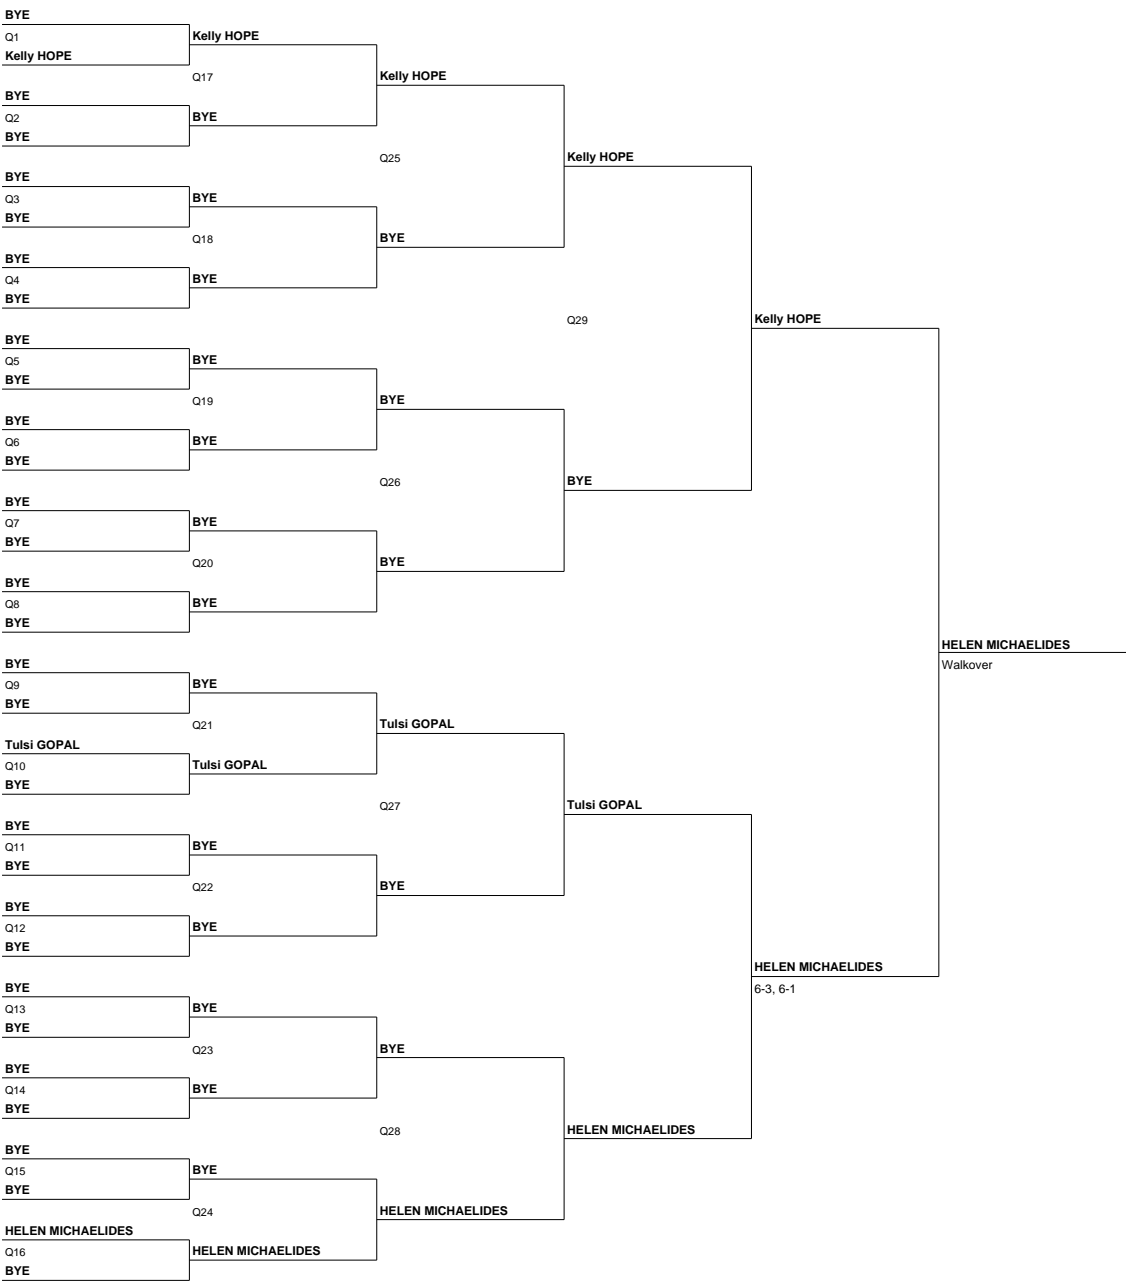 BYE
Q1
Kelly HOPE
Kelly HOPE
Q17
Kelly HOPE
BYE
Q2
BYE
BYE
Q25
Kelly HOPE
BYE
Q3
BYE
BYE
Q18
BYE
BYE
Q4
BYE
BYE
Q29
Kelly HOPE
BYE
Q5
BYE
BYE
Q19
BYE
BYE
Q6
BYE
BYE
Q26
BYE
BYE
Q7
BYE
BYE
Q20
BYE
BYE
Q8
BYE
BYE
HELEN MICHAELIDES
Walkover
BYE
Q9
BYE
BYE
Q21
Tulsi GOPAL
Tulsi GOPAL
Q10
BYE
Tulsi GOPAL
Q27
Tulsi GOPAL
BYE
Q11
BYE
BYE
Q22
BYE
BYE
Q12
BYE
BYE
HELEN MICHAELIDES
6-3, 6-1
BYE
Q13
BYE
BYE
Q23
BYE
BYE
Q14
BYE
BYE
Q28
HELEN MICHAELIDES
BYE
Q15
BYE
BYE
Q24
HELEN MICHAELIDES
HELEN MICHAELIDES
Q16
BYE
HELEN MICHAELIDES